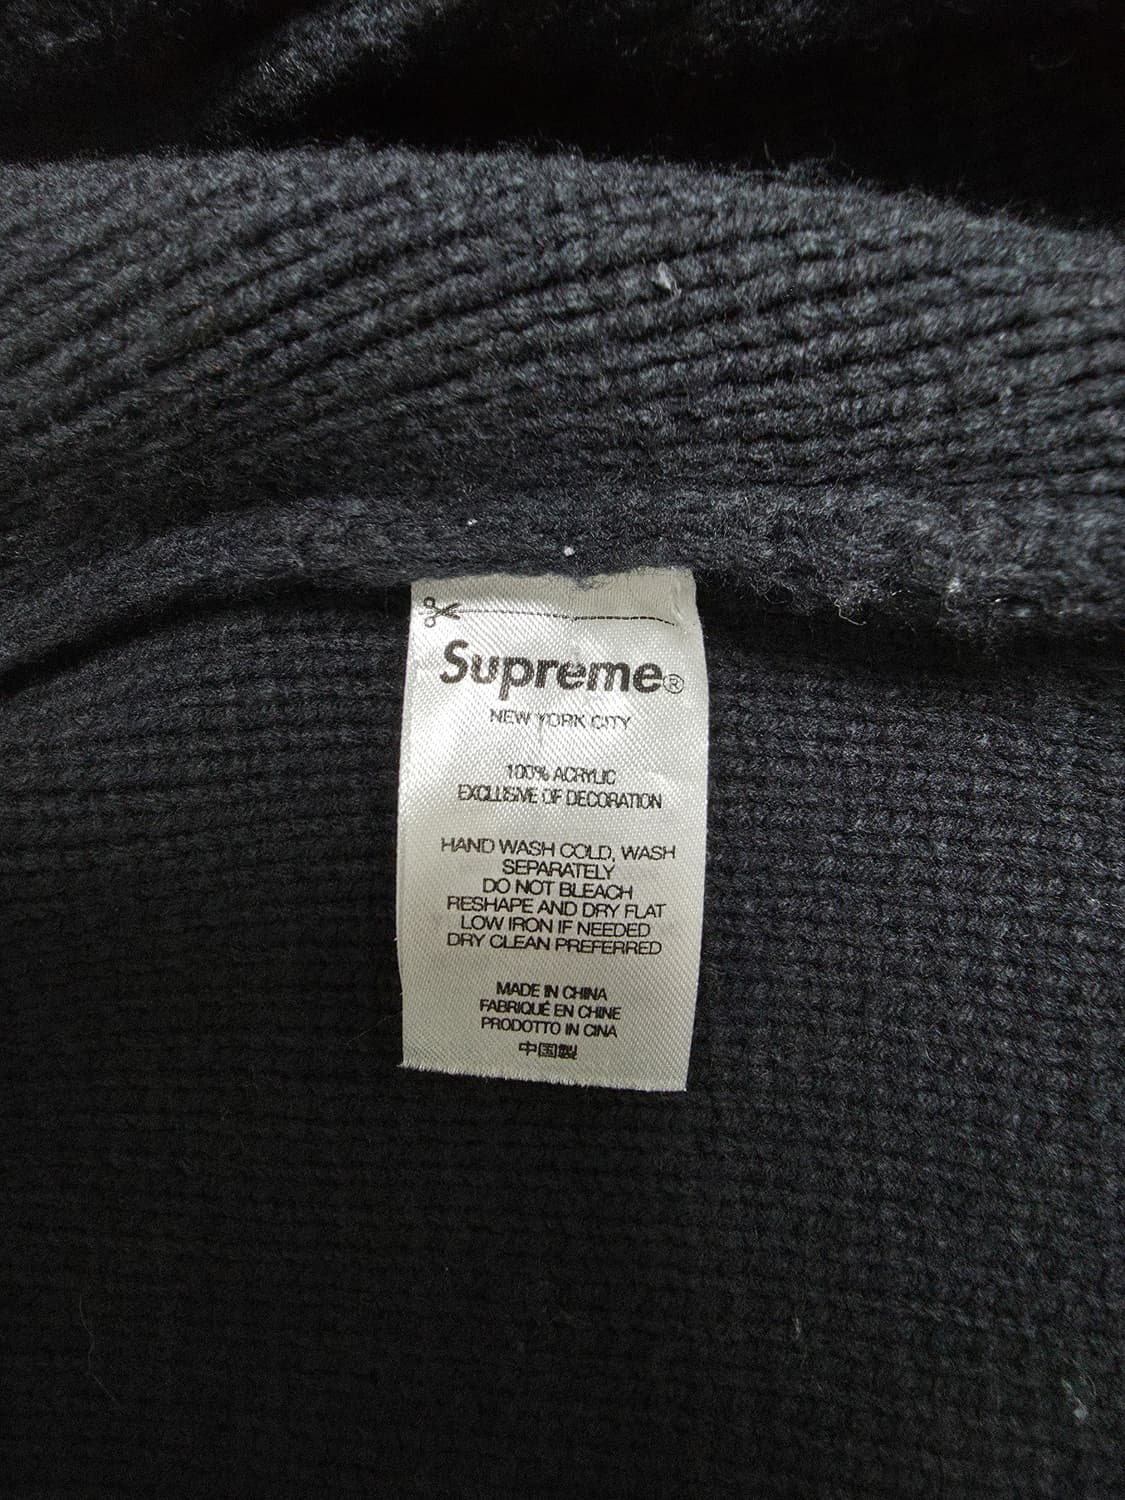 Supreme®
NEW YORK CITY
100% ACRYLIC
EXCLUSIVE OF DECORATION
HAND WASH COLD, WASH
SEPARATELY
DO NOT BLEACH
RESHAPE AND DRY FLAT
LOW IRON IF NEEDED
DRY CLEAN PREFERRED
MADE IN CHINA
FABRIQUÉ EN CHINE
PRODOTTO IN CINA
中国製